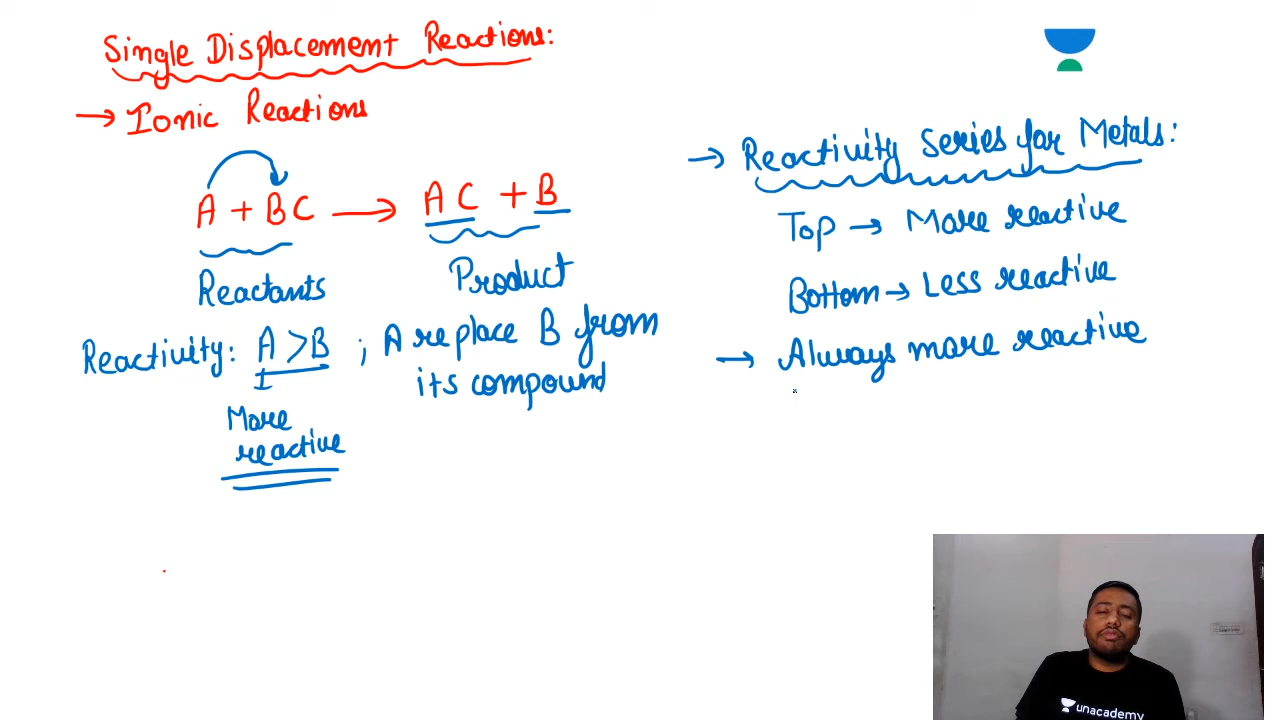 Single Displacement Reactions:
→ Ionic Reactions
A + BC → AC + B
Reactants
Product
Reactivity: A > B ; A replace B from
its compound
More
reactive
→ Reactivity Series for Metals:
Top → More reactive
Bottom → Less reactive
→ Always more reactive
unacademy